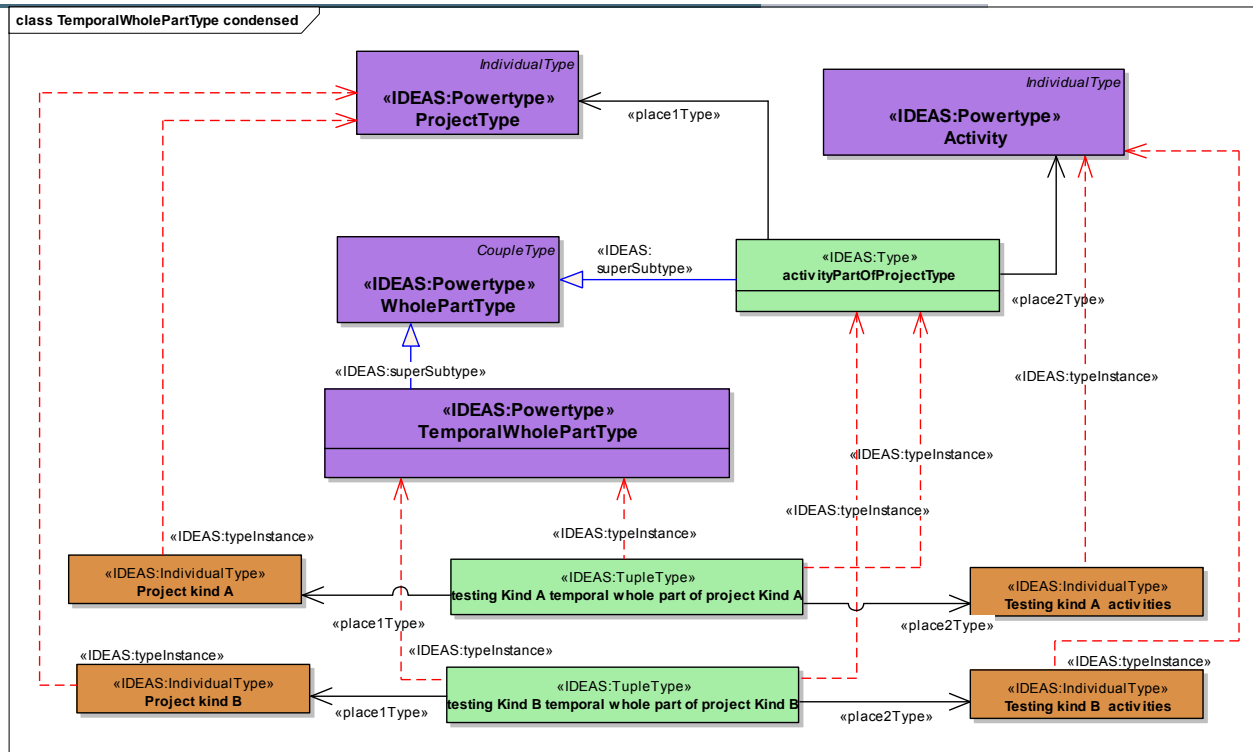 class TemporalWholePartType condensed
IndividualType
«IDEAS:Powertype»
ProjectType
IndividualType
«IDEAS:Powertype»
Activity
«place1Type»
CoupleType
«IDEAS:Powertype»
WholePartType
«IDEAS:
superSubtype»
«IDEAS:Type»
activityPartOfProjectType
«place2Type»
«IDEAS:superSubtype»
«IDEAS:typeInstance»
«IDEAS:Powertype»
TemporalWholePartType
«IDEAS:typeInstance»
«IDEAS:typeInstance»
«IDEAS:typeInstance»
«IDEAS:typeInstance»
«IDEAS:IndividualType»
Project kind A
«IDEAS:TupleType»
testing Kind A temporal whole part of project Kind A
«IDEAS:IndividualType»
Testing kind A activities
«place1Type»
«place2Type»
«IDEAS:typeInstance»
«IDEAS:typeInstance»
«IDEAS:typeInstance»
«IDEAS:IndividualType»
Project kind B
«IDEAS:TupleType»
testing Kind B temporal whole part of project Kind B
«IDEAS:IndividualType»
Testing kind B activities
«place1Type»
«place2Type»